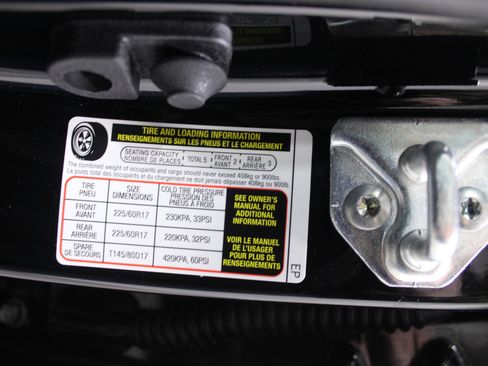 TIRE AND LOADING INFORMATION
RENSEIGNEMENTS SUR LES PNEUS ET LE CHARGEMENT
SEATING CAPACITY
NOMBRE DE PLACES
TOTAL 5
FRONT
AVANT 2
REAR
ARRIÈRE 3
The combined weight of occupants and cargo should never exceed 408kg or 900lbs.
Le poids total des occupants et du chargement ne doit jamais dépasser 408kg or 900lb.
TIRE
PNEU
SIZE
DIMENSIONS
COLD TIRE PRESSURE
PRESSION DES
PNEUS À FROID
FRONT
AVANT
225/60R17
230KPA, 33PSI
REAR
ARRIÈRE
225/60R17
220KPA, 32PSI
SPARE
DE SECOURS
T145/80D17
420KPA, 60PSI
SEE OWNER'S
MANUAL FOR
ADDITIONAL
INFORMATION
VOIR LE MANUEL
DE L'USAGER
POUR PLUS DE
RENSEIGNEMENTS
EP